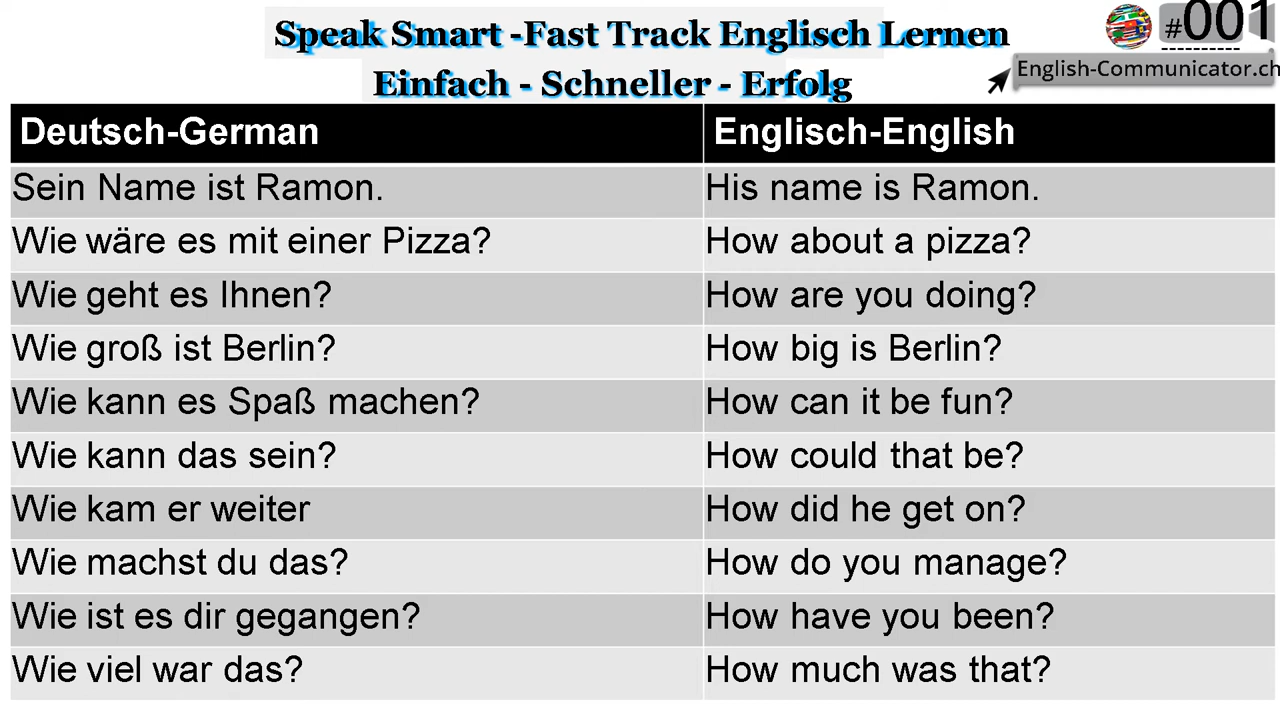 Speak Smart -Fast Track Englisch Lernen
Einfach - Schneller - Erfolg
#001
English-Communicator.ch
Deutsch-German Englisch-English
Sein Name ist Ramon. His name is Ramon.
Wie wäre es mit einer Pizza? How about a pizza?
Wie geht es Ihnen? How are you doing?
Wie groß ist Berlin? How big is Berlin?
Wie kann es Spaß machen? How can it be fun?
Wie kann das sein? How could that be?
Wie kam er weiter How did he get on?
Wie machst du das? How do you manage?
Wie ist es dir gegangen? How have you been?
Wie viel war das? How much was that?